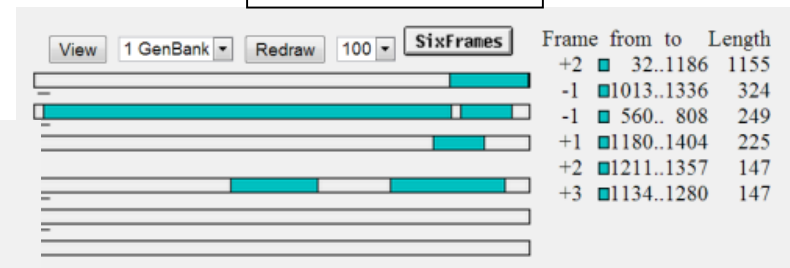 View 1 GenBank Redraw 100 SixFrames
Frame from to Length
+2 32..1186 1155
-1 1013..1336 324
-1 560.. 808 249
+1 1180..1404 225
+2 1211..1357 147
+3 1134..1280 147